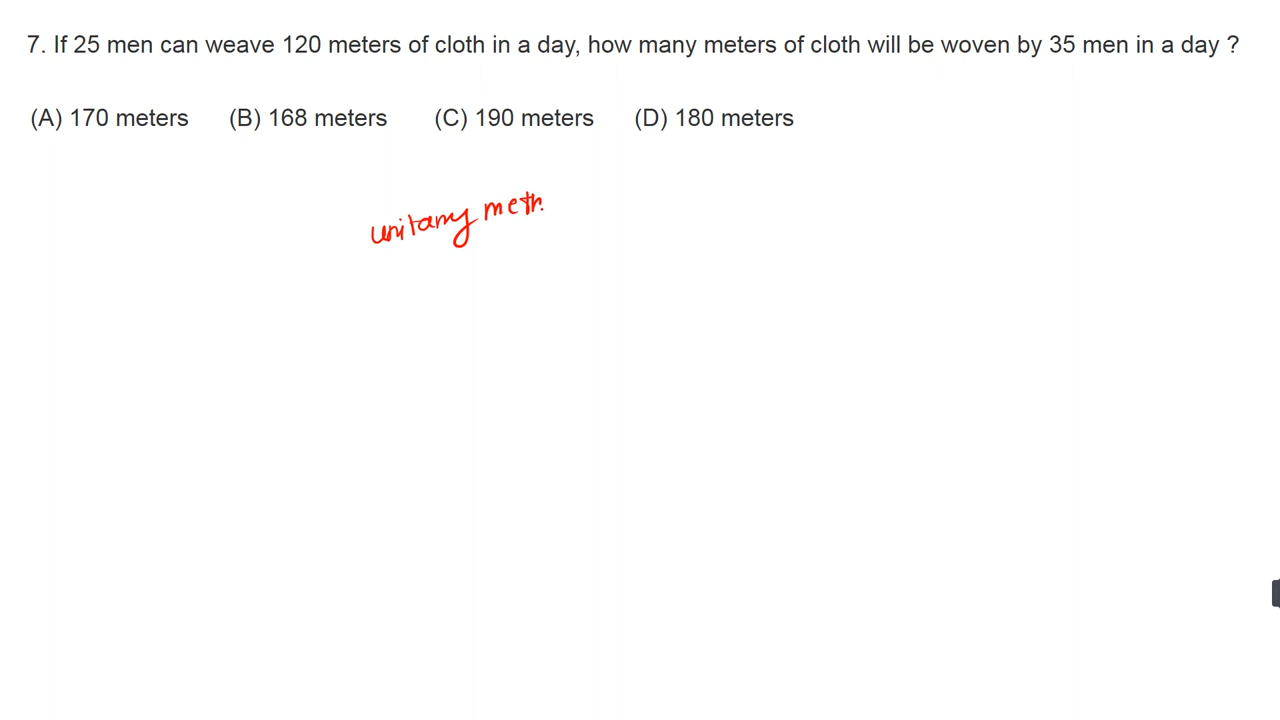 7. If 25 men can weave 120 meters of cloth in a day, how many meters of cloth will be woven by 35 men in a day ?
(A) 170 meters (B) 168 meters (C) 190 meters (D) 180 meters
unitary meth